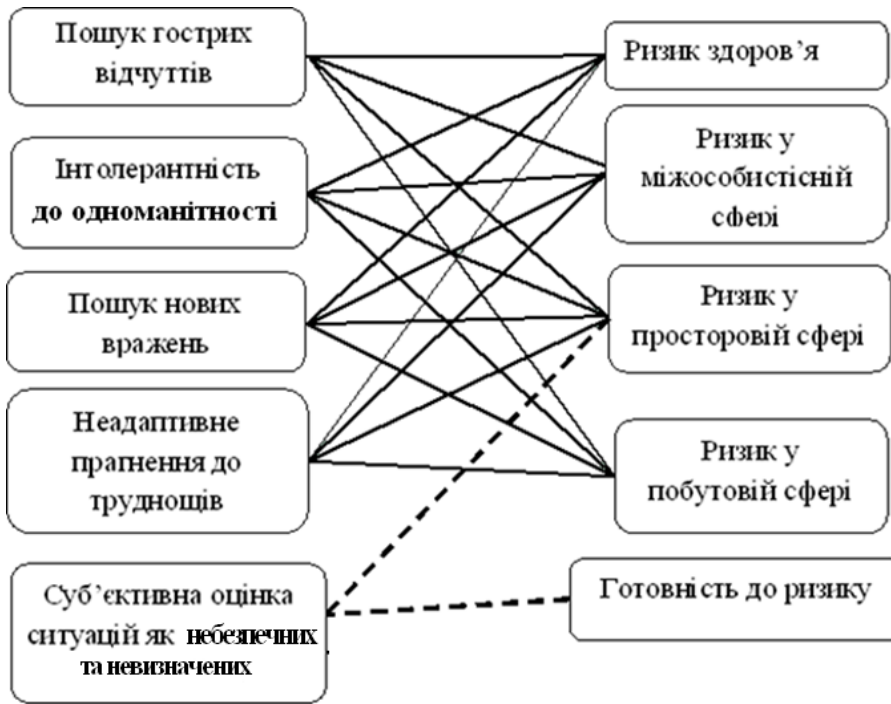 Пошук гострих
відчуттів
Інтолерантність
до одноманітності
Пошук нових
вражень
Неадаптивне
прагнення до
труднощів
Суб’єктивна оцінка
ситуацій як небезпечних
та невизначених
Ризик здоров’я
Ризик у
міжособистісній
сфері
Ризик у
просторовій сфері
Ризик у
побутовій сфері
Готовність до ризику